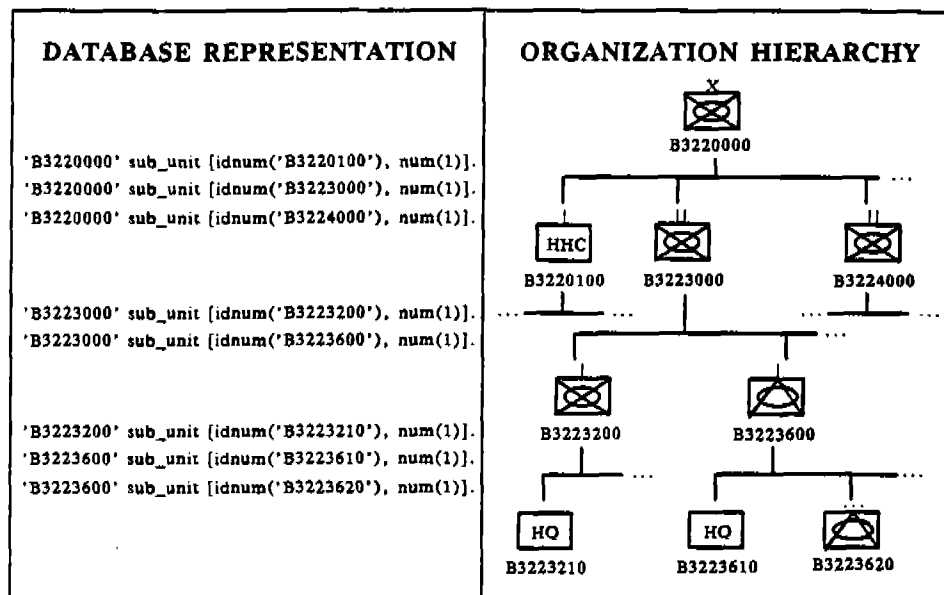 DATABASE REPRESENTATION
'B3220000' sub_unit [idnum('B3220100'), num(1)].
'B3220000' sub_unit [idnum('B3223000'), num(1)].
'B3220000' sub_unit [idnum('B3224000'), num(1)].
'B3223000' sub_unit [idnum('B3223200'), num(1)].
'B3223000' sub_unit [idnum('B3223600'), num(1)].
'B3223200' sub_unit [idnum('B3223210'), num(1)].
'B3223600' sub_unit [idnum('B3223610'), num(1)].
'B3223600' sub_unit [idnum('B3223620'), num(1)].
ORGANIZATION HIERARCHY
X
B3220000
...
HHC
B3220100 B3223000 B3224000
... ... ... ... ...
B3223200 B3223600
... ...
...
HQ HQ
B3223210 B3223610 B3223620